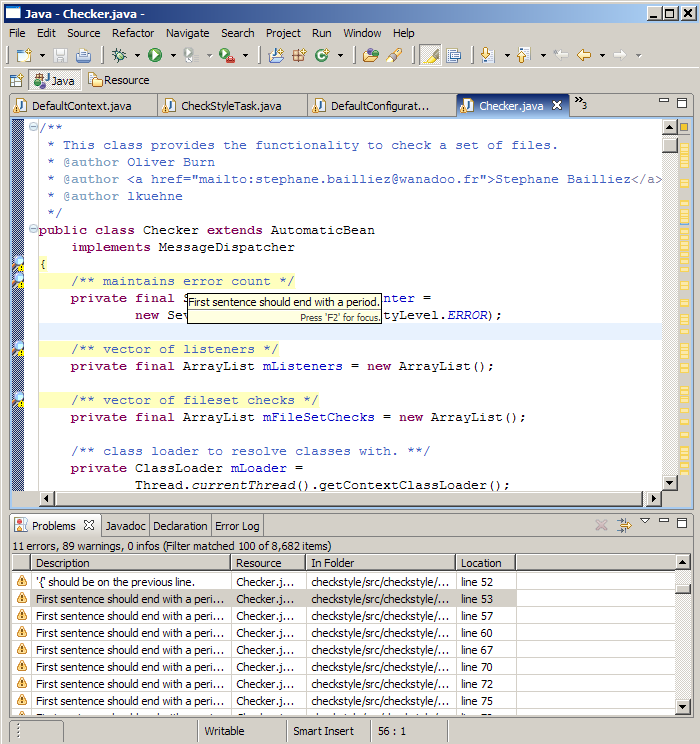 Java - Checker.java -
File Edit Source Refactor Navigate Search Project Run Window Help
Java Resource
DefaultContext.java CheckStyleTask.java DefaultConfigurat... Checker.java »3
/**
* This class provides the functionality to check a set of files.
* @author Oliver Burn
* @author <a href="mailto:stephane.bailliez@wanadoo.fr">Stephane Bailliez</a>
* @author lkuehne
*/
public class Checker extends AutomaticBean
implements MessageDispatcher
{
/** maintains error count */
private final S nter =
First sentence should end with a period.
new Sev tyLevel.ERROR);
Press 'F2' for focus.
/** vector of listeners */
private final ArrayList mListeners = new ArrayList();
/** vector of fileset checks */
private final ArrayList mFileSetChecks = new ArrayList();
/** class loader to resolve classes with. **/
private ClassLoader mLoader =
Thread.currentThread().getContextClassLoader();
Problems Javadoc Declaration Error Log
11 errors, 89 warnings, 0 infos (Filter matched 100 of 8,682 items)
Description Resource In Folder Location
'{' should be on the previous line. Checker.j... checkstyle/src/checkstyle/... line 52
First sentence should end with a peri... Checker.j... checkstyle/src/checkstyle/... line 53
First sentence should end with a peri... Checker.j... checkstyle/src/checkstyle/... line 57
First sentence should end with a peri... Checker.j... checkstyle/src/checkstyle/... line 60
First sentence should end with a peri... Checker.j... checkstyle/src/checkstyle/... line 67
First sentence should end with a peri... Checker.j... checkstyle/src/checkstyle/... line 70
First sentence should end with a peri... Checker.j... checkstyle/src/checkstyle/... line 72
First sentence should end with a peri... Checker.j... checkstyle/src/checkstyle/... line 75
Writable Smart Insert 56 : 1